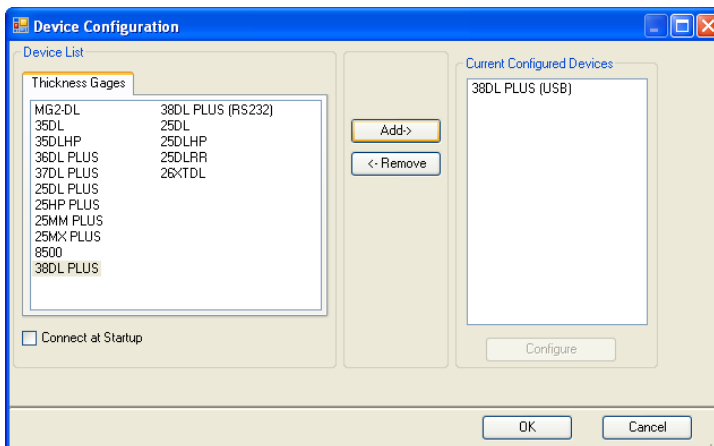 Device Configuration
Device List
Thickness Gages
MG2-DL
35DL
35DLHP
36DL PLUS
37DL PLUS
25DL PLUS
25HP PLUS
25MM PLUS
25MX PLUS
8500
38DL PLUS
38DL PLUS (RS232)
25DL
25DLHP
25DLRR
26XTDL
Connect at Startup
Add->
<- Remove
Current Configured Devices
38DL PLUS (USB)
Configure
OK
Cancel